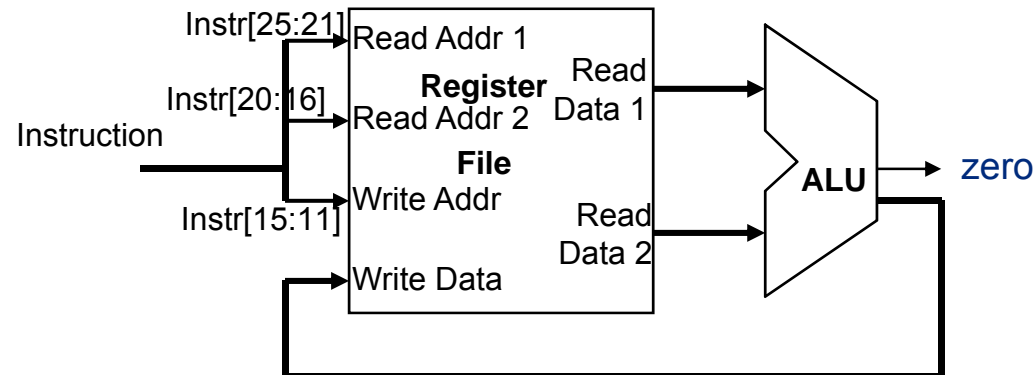 Instr[25:21]
Read Addr 1
Register
Read
Data 1
Instr[20:16]
Read Addr 2
Instruction
File
ALU
zero
Write Addr
Instr[15:11]
Read
Data 2
Write Data